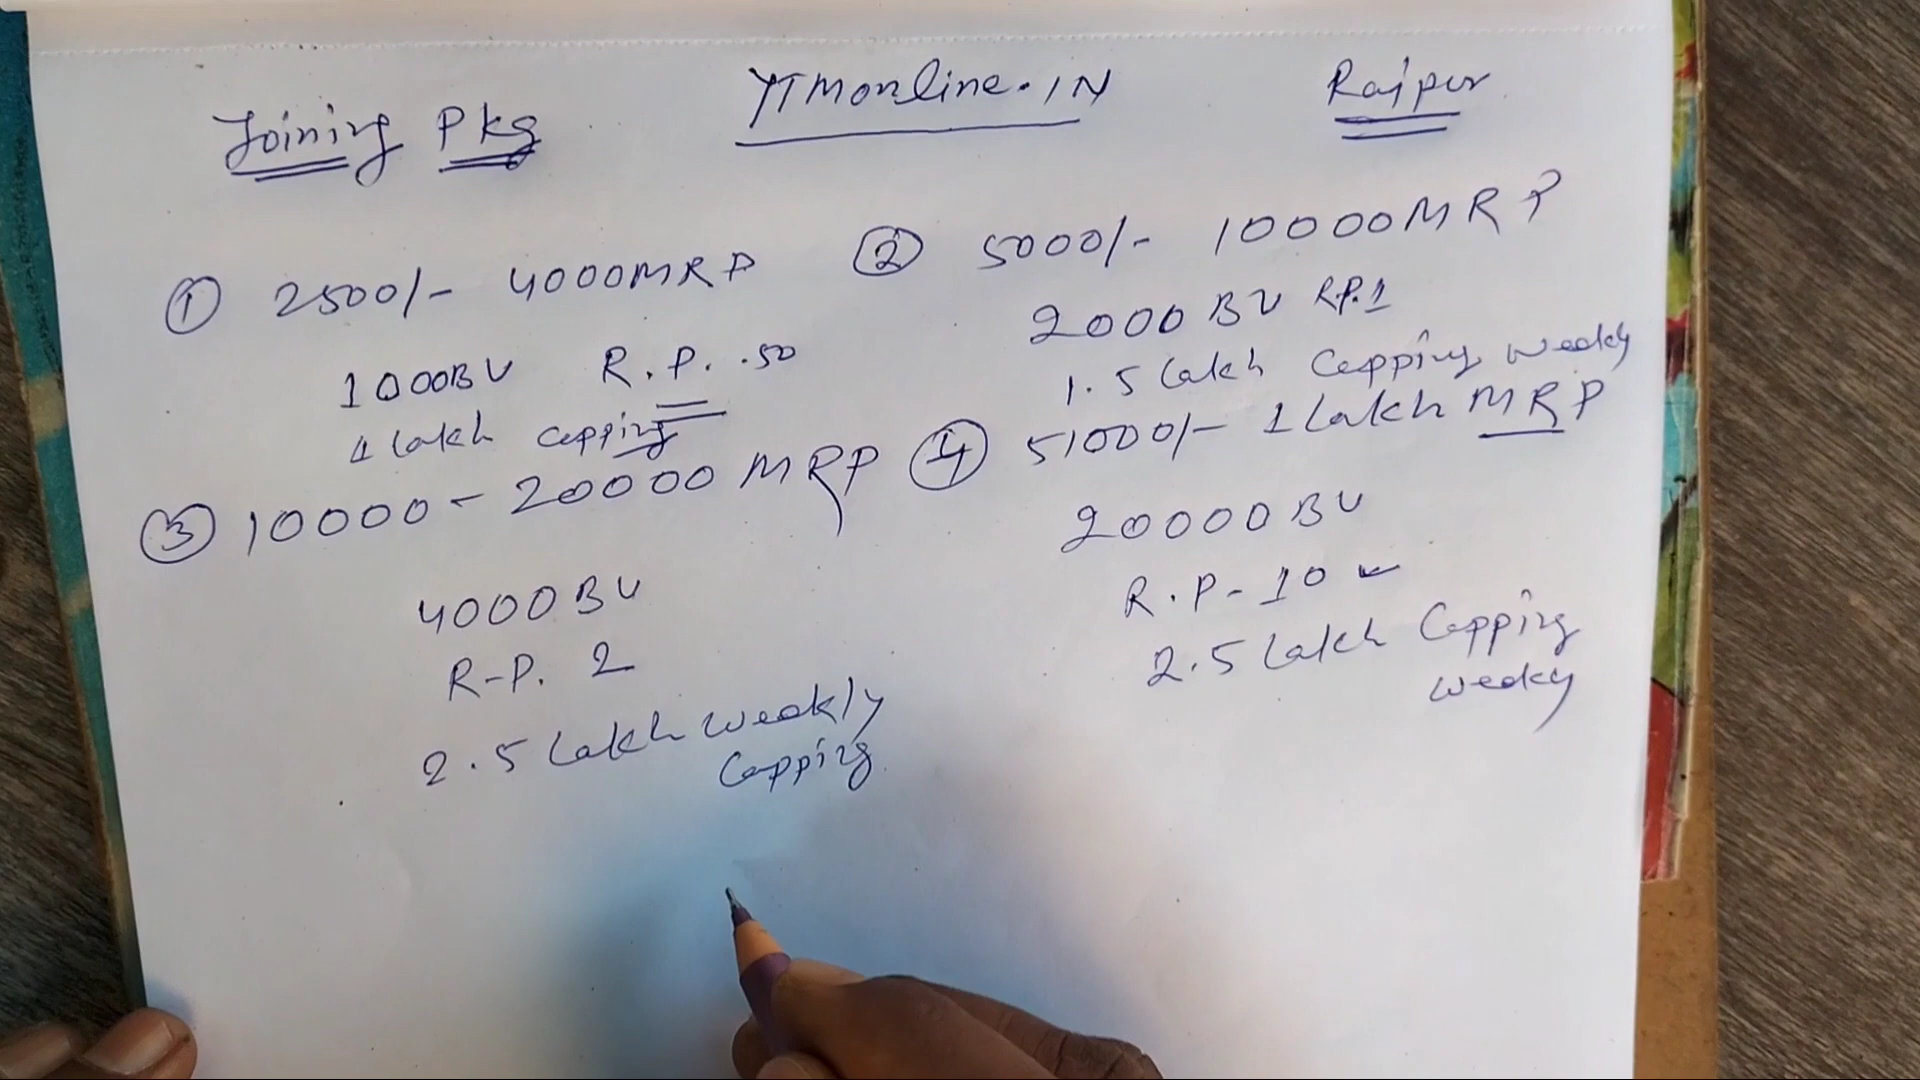 Joining Pkg YTMonline.IN Raipur
① 2500/- 4000MRP
1000BV R.P. .50
1 lakh capping
② 5000/- 10000MRP
2000 BV RP.1
1.5 lakh Capping weekly
③ 10000 - 20000 MRP
4000BV
R-P. 2
2.5 lakh weekly
Capping
④ 51000/- 1 lakh MRP
20000 BV
R.P-10
2.5 lakh Capping
weekly